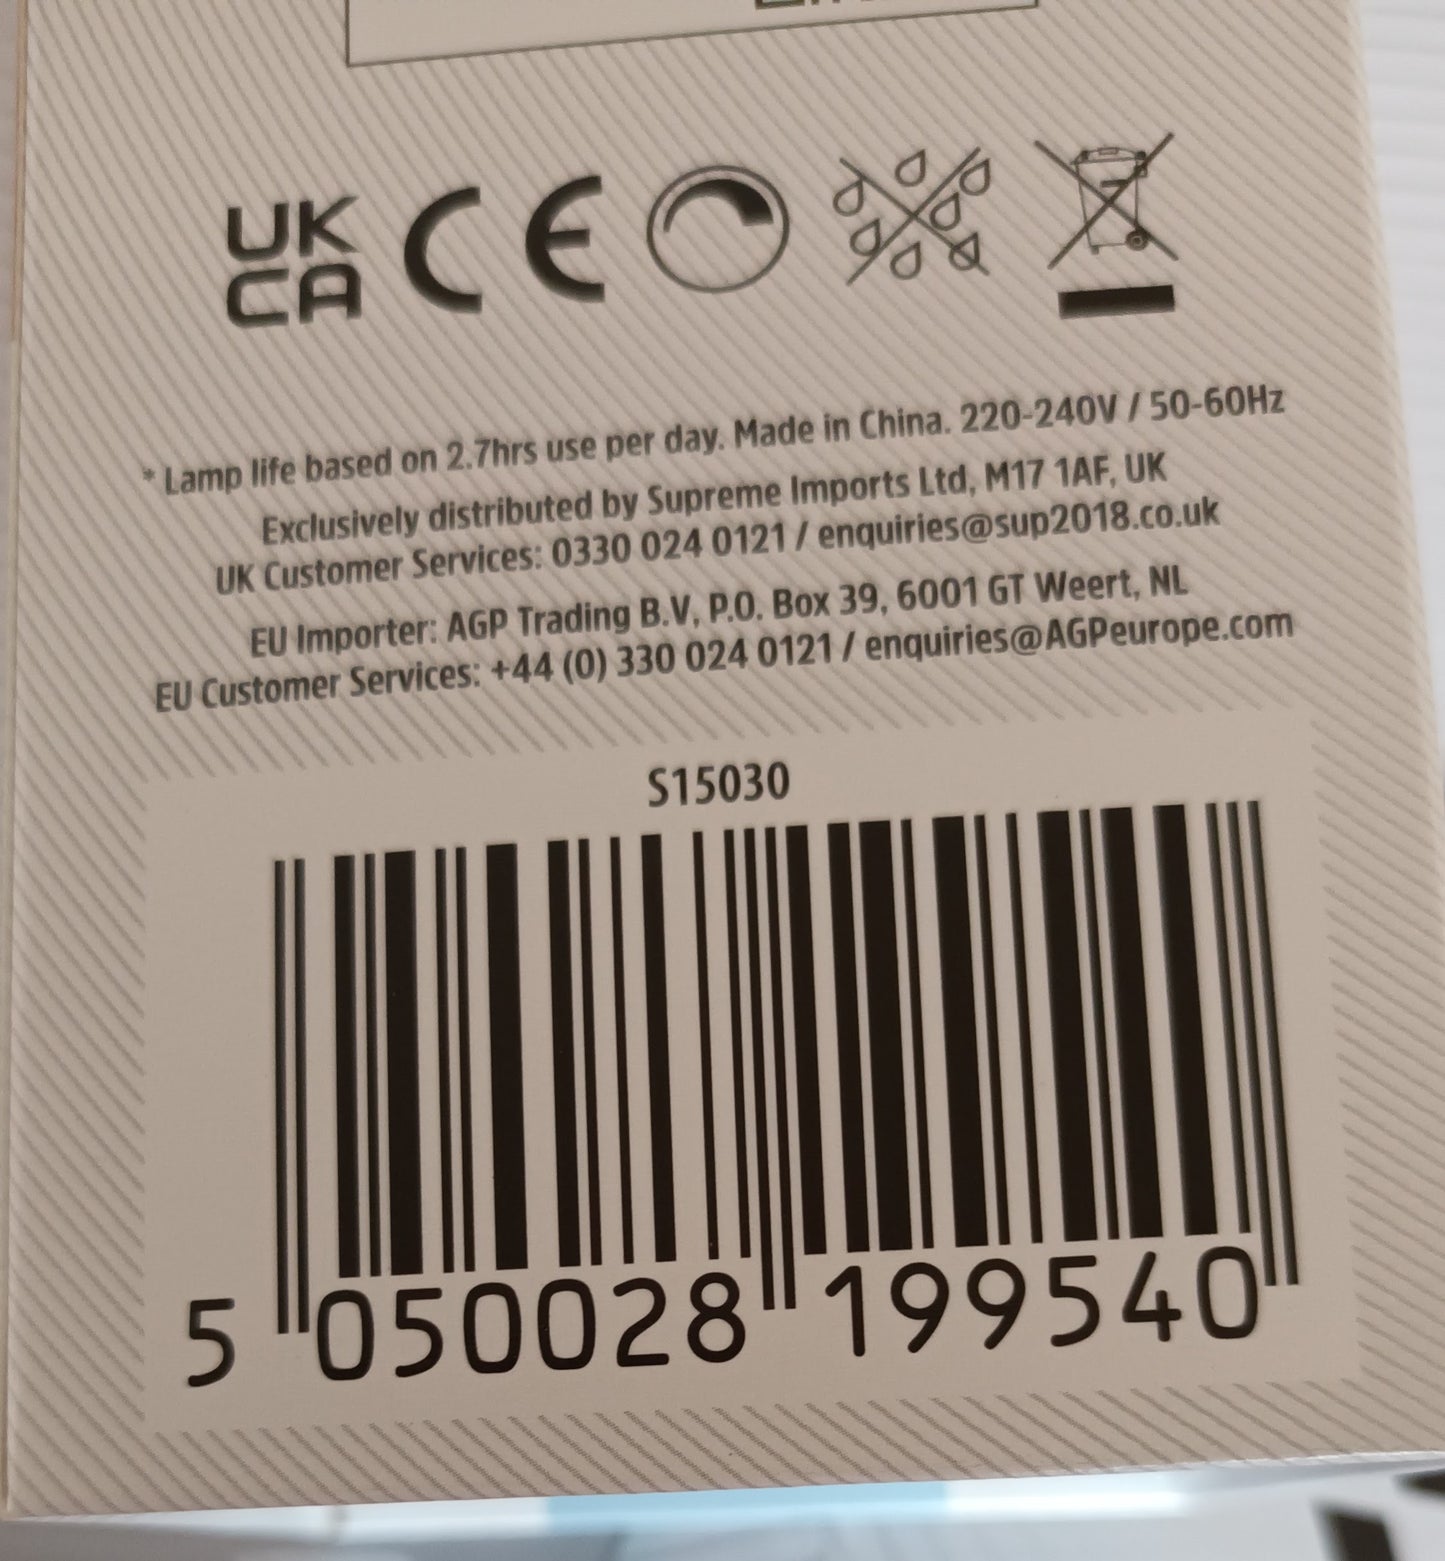 UK
CA
CE
* Lamp life based on 2.7hrs use per day. Made in China. 220-240V / 50-60Hz
Exclusively distributed by Supreme Imports Ltd, M17 1AF, UK
UK Customer Services: 0330 024 0121 / enquiries@sup2018.co.uk
EU Importer: AGP Trading B.V, P.O. Box 39, 6001 GT Weert, NL
EU Customer Services: +44 (0) 330 024 0121 / enquiries@AGPeurope.com
S15030
5 050028 199540